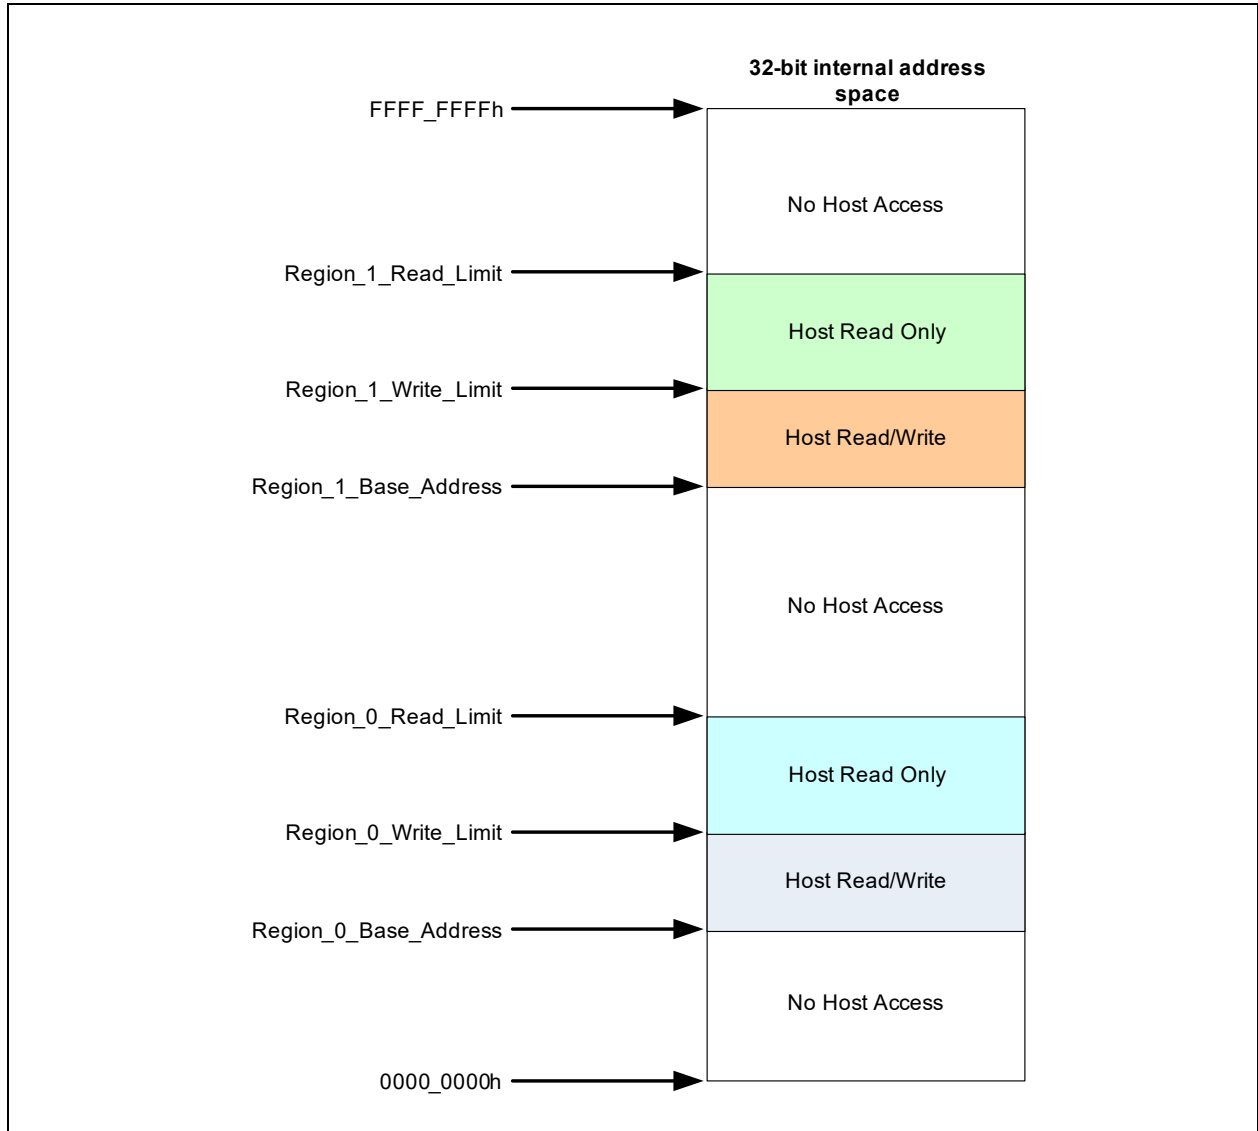 32-bit internal address
space
FFFF_FFFFh
No Host Access
Region_1_Read_Limit
Host Read Only
Region_1_Write_Limit
Host Read/Write
Region_1_Base_Address
No Host Access
Region_0_Read_Limit
Host Read Only
Region_0_Write_Limit
Host Read/Write
Region_0_Base_Address
No Host Access
0000_0000h